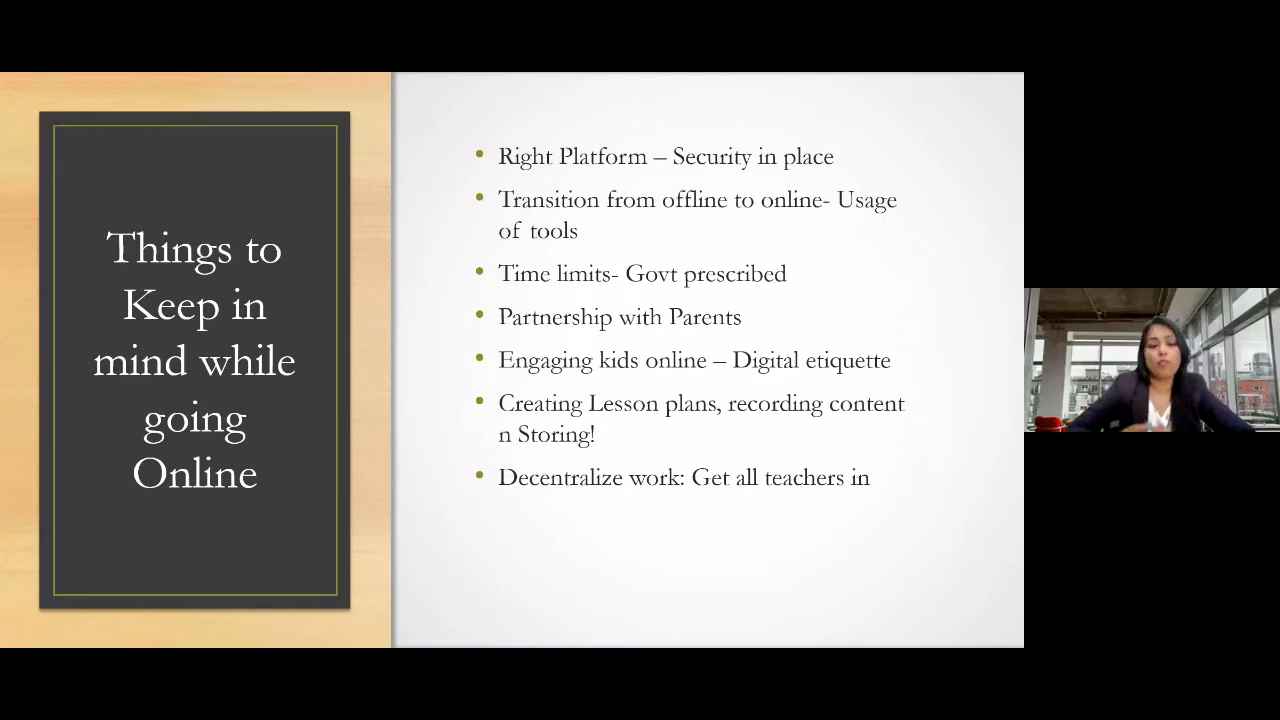 Things to
Keep in
mind while
going
Online
• Right Platform – Security in place
• Transition from offline to online- Usage
of tools
• Time limits- Govt prescribed
• Partnership with Parents
• Engaging kids online – Digital etiquette
• Creating Lesson plans, recording content
n Storing!
• Decentralize work: Get all teachers in